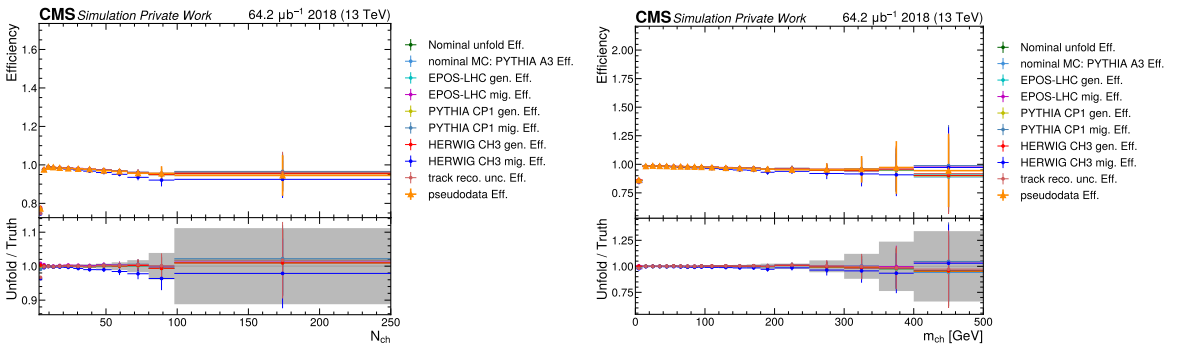 CMS Simulation Private Work 64.2 μb⁻¹ 2018 (13 TeV)
Efficiency
1.6
1.4
1.2
1.0
0.8
Unfold / Truth
1.1
1.0
0.9
50
100
150
200
250
N_ch
Nominal unfold Eff.
nominal MC: PYTHIA A3 Eff.
EPOS-LHC gen. Eff.
EPOS-LHC mig. Eff.
PYTHIA CP1 gen. Eff.
PYTHIA CP1 mig. Eff.
HERWIG CH3 gen. Eff.
HERWIG CH3 mig. Eff.
track reco. unc. Eff.
pseudodata Eff.
CMS Simulation Private Work 64.2 μb⁻¹ 2018 (13 TeV)
Efficiency
2.00
1.75
1.50
1.25
1.00
0.75
Unfold / Truth
1.25
1.00
0.75
0
100
200
300
400
500
m_ch [GeV]
Nominal unfold Eff.
nominal MC: PYTHIA A3 Eff.
EPOS-LHC gen. Eff.
EPOS-LHC mig. Eff.
PYTHIA CP1 gen. Eff.
PYTHIA CP1 mig. Eff.
HERWIG CH3 gen. Eff.
HERWIG CH3 mig. Eff.
track reco. unc. Eff.
pseudodata Eff.